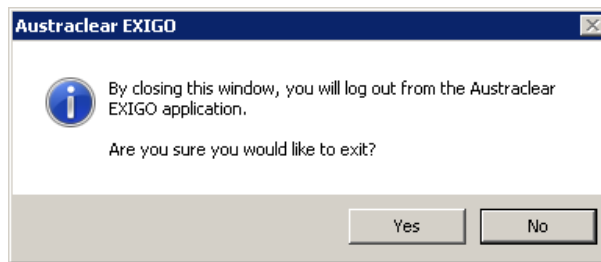 Austraclear EXIGO
By closing this window, you will log out from the Austraclear
EXIGO application.
Are you sure you would like to exit?
Yes No